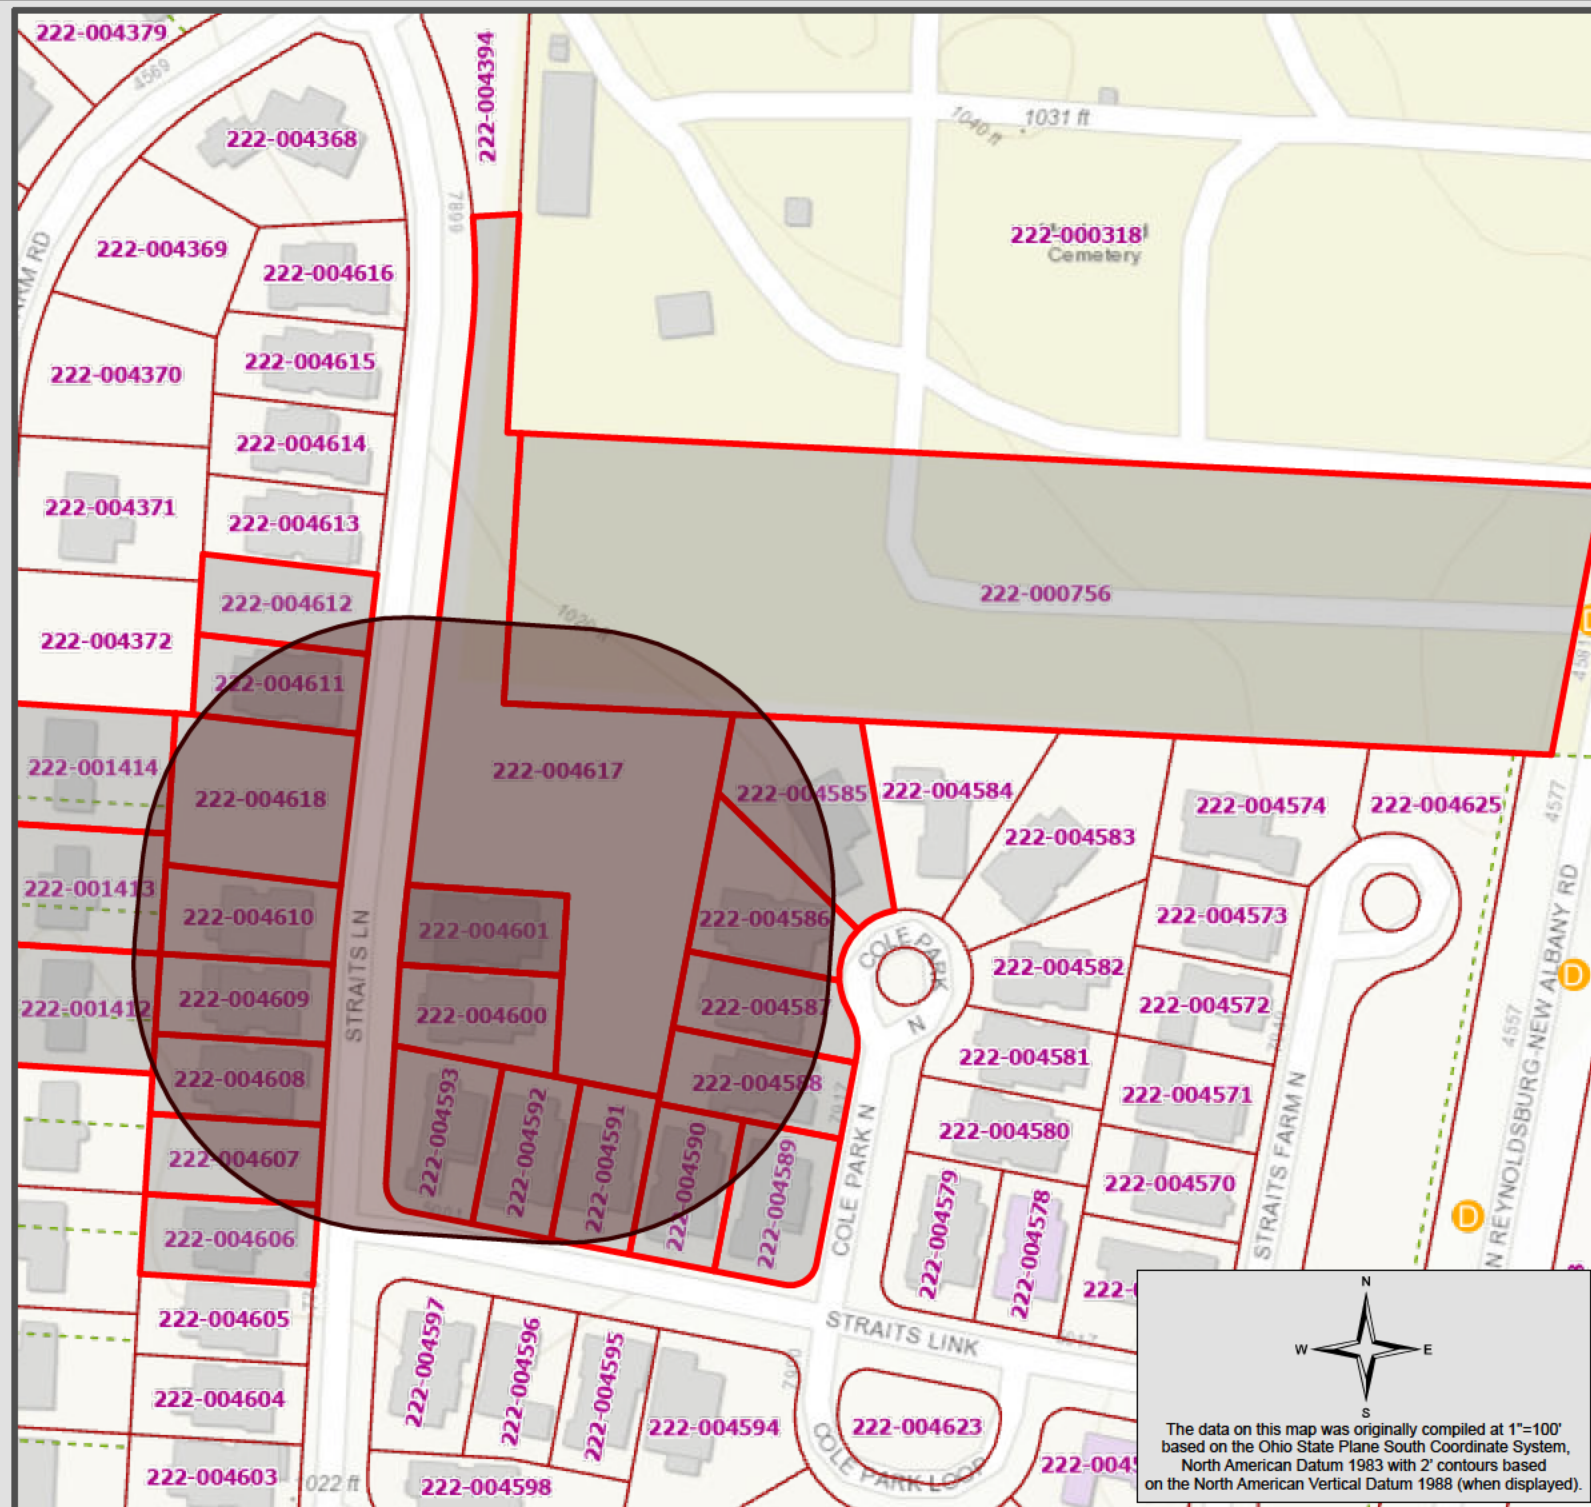 222-004379
4569
222-004394
222-004368
1031 ft
1040 ft
7899
222-000318
Cemetery
222-004369
222-004616
222-004615
222-004370
222-004614
222-004371
222-004613
222-004612
222-000756
222-004372
222-004611
4581
222-001414
222-004617
222-004618
222-004585
222-004584
222-004574
222-004625
4577
222-004583
222-001413
222-004610
222-004601
222-004586
222-004573
COLE PARK
N
222-004582
D
222-001412
222-004609
222-004600
222-004587
222-004572
STRAITS LN
4557
N REYNOLDSBURG-NEW ALBANY RD
222-004581
222-004608
222-004593
222-004592
222-004591
222-004588
7917
222-004571
222-004607
222-004590
222-004589
COLE PARK N
222-004580
STRAITS FARM N
222-004579
222-004578
222-004570
D
222-004606
222-004605
222-004597
222-004596
222-004595
STRAITS LINK
222-004604
222-004594
222-004623
COLE PARK LOOP
222-004603
1022 ft
222-004598
N
W
E
S
The data on this map was originally compiled at 1"=100'
based on the Ohio State Plane South Coordinate System,
North American Datum 1983 with 2' contours based
on the North American Vertical Datum 1988 (when displayed).